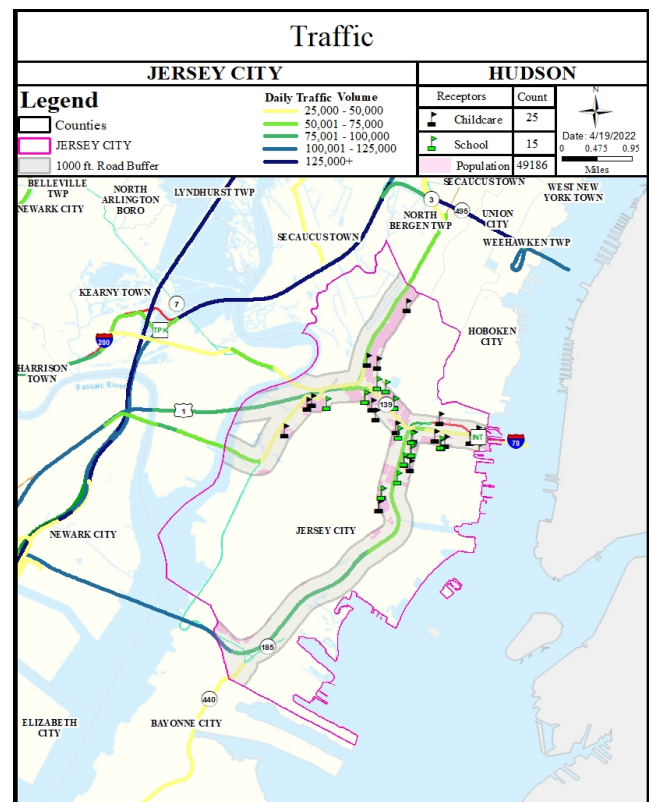 Traffic
JERSEY CITY
HUDSON
Legend
Counties
JERSEY CITY
1000 ft. Road Buffer
Daily Traffic Volume
25,000 - 50,000
50,001 - 75,000
75,001 - 100,000
100,001 - 125,000
125,000+
Receptors Count
Childcare 25
School 15
Population 49186
N
Date: 4/19/2022
0 0.475 0.95
Miles
BELLEVILLE
TWP
NEWARK CITY
NORTH
ARLINGTON
BORO
LYNDHURST TWP
SECAUCUS TOWN
WEST NEW
YORK TOWN
3
495
NORTH
BERGEN TWP
UNION
CITY
SECAUCUS TOWN
WEEHAWKEN TWP
KEARNY TOWN
7
TPK
280
HOBOKEN
CITY
HARRISON
TOWN
Passaic River
1
139
INT
78
NEWARK CITY
JERSEY CITY
185
440
BAYONNE CITY
ELIZABETH
CITY